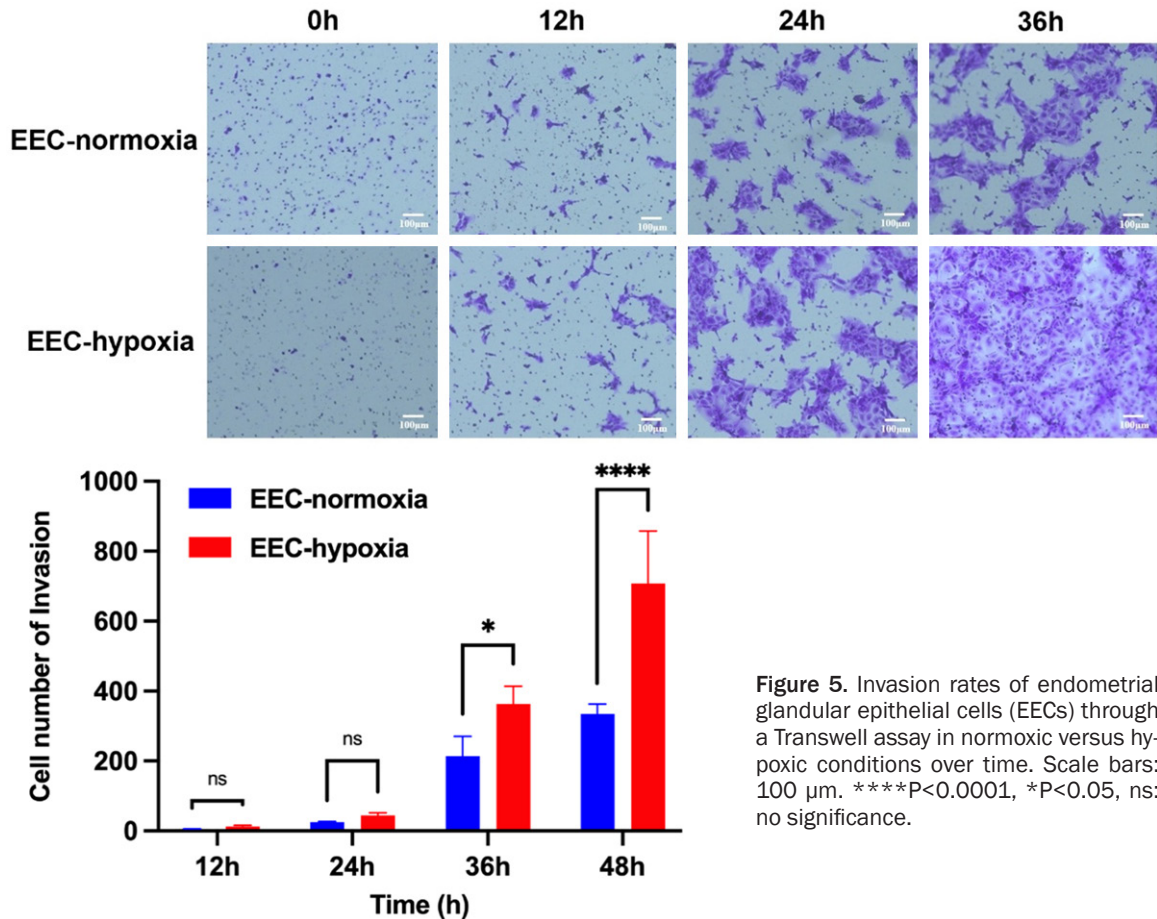 0h 12h 24h 36h
EEC-normoxia
100μm 100μm 100μm 100μm
EEC-hypoxia
100μm 100μm 100μm 100μm
1000
800
600
400
200
0
Cell number of Invasion
EEC-normoxia
EEC-hypoxia
ns
ns
*
****
12h 24h 36h 48h
Time (h)
Figure 5. Invasion rates of endometrial
glandular epithelial cells (EECs) through
a Transwell assay in normoxic versus hy-
poxic conditions over time. Scale bars:
100 μm. ****P<0.0001, *P<0.05, ns:
no significance.